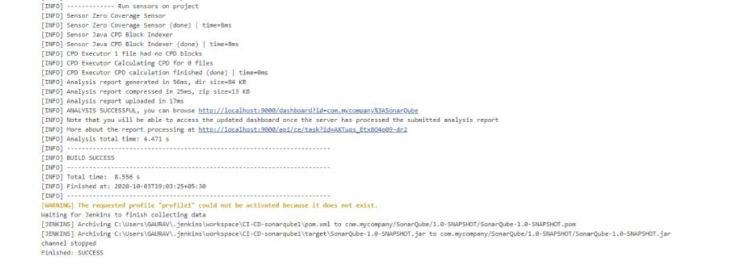 [INFO] ------------- Run sensors on project
[INFO] Sensor Zero Coverage Sensor
[INFO] Sensor Zero Coverage Sensor (done) | time=8ms
[INFO] Sensor Java CPD Block Indexer
[INFO] Sensor Java CPD Block Indexer (done) | time=8ms
[INFO] CPD Executor 1 file had no CPD blocks
[INFO] CPD Executor Calculating CPD for 0 files
[INFO] CPD Executor CPD calculation finished (done) | time=0ms
[INFO] Analysis report generated in 56ms, dir size=84 KB
[INFO] Analysis report compressed in 25ms, zip size=13 KB
[INFO] Analysis report uploaded in 17ms
[INFO] ANALYSIS SUCCESSFUL, you can browse http://localhost:9000/dashboard?id=com.mycompany%3ASonarQube
[INFO] Note that you will be able to access the updated dashboard once the server has processed the submitted analysis report
[INFO] More about the report processing at
[INFO] Analysis total time: 4.471 s
[INFO] ------------------------------------------------------------------------
[INFO] BUILD SUCCESS
[INFO] ------------------------------------------------------------------------
[INFO] Total time:  8.556 s
[INFO] Finished at: 2020-10-03T19:03:25+05:30
[INFO] ------------------------------------------------------------------------
[WARNING] The requested profile "profile1" could not be activated because it does not exist.
Waiting for Jenkins to finish collecting data
[JENKINS] Archiving C:\Users\GAURAV\.jenkins\workspace\CI-CD-sonarqube1\pom.xml to com.mycompany/SonarQube/1.0-SNAPSHOT/SonarQube-1.0-SNAPSHOT.pom
[JENKINS] Archiving C:\Users\GAURAV\.jenkins\workspace\CI-CD-sonarqube1\target\SonarQube-1.0-SNAPSHOT.jar to com.mycompany/SonarQube/1.0-SNAPSHOT/SonarQube-1.0-SNAPSHOT.jar
channel stopped
Finished: SUCCESS